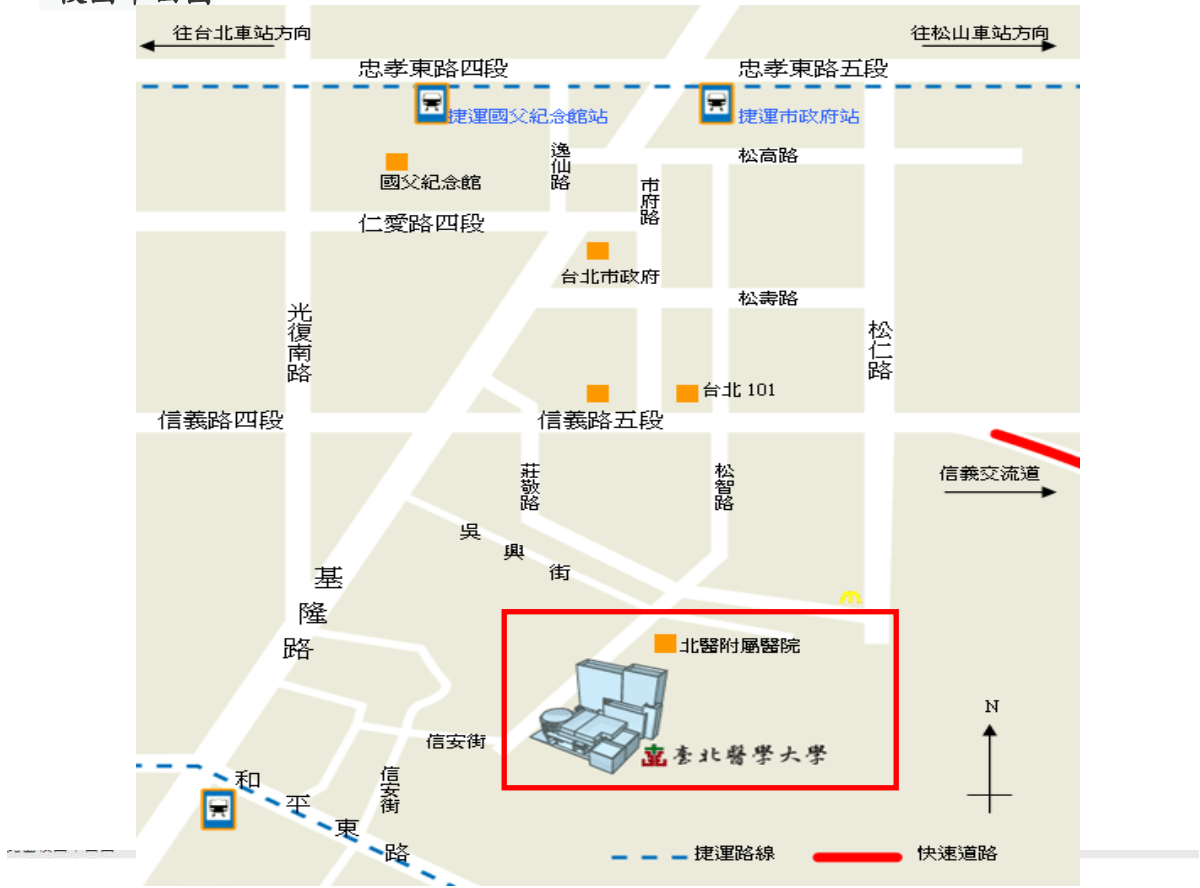 往台北車站方向
往松山車站方向
忠孝東路四段
忠孝東路五段
捷運國父紀念館站
捷運市政府站
逸仙路
松高路
國父紀念館
市府路
仁愛路四段
台北市政府
松壽路
光復南路
松仁路
台北 101
信義路四段
信義路五段
莊敬路
松智路
信義交流道
吳興街
基隆路
北醫附屬醫院
N
信安街
臺北醫學大學
信安街
和平東路
捷運路線
快速道路